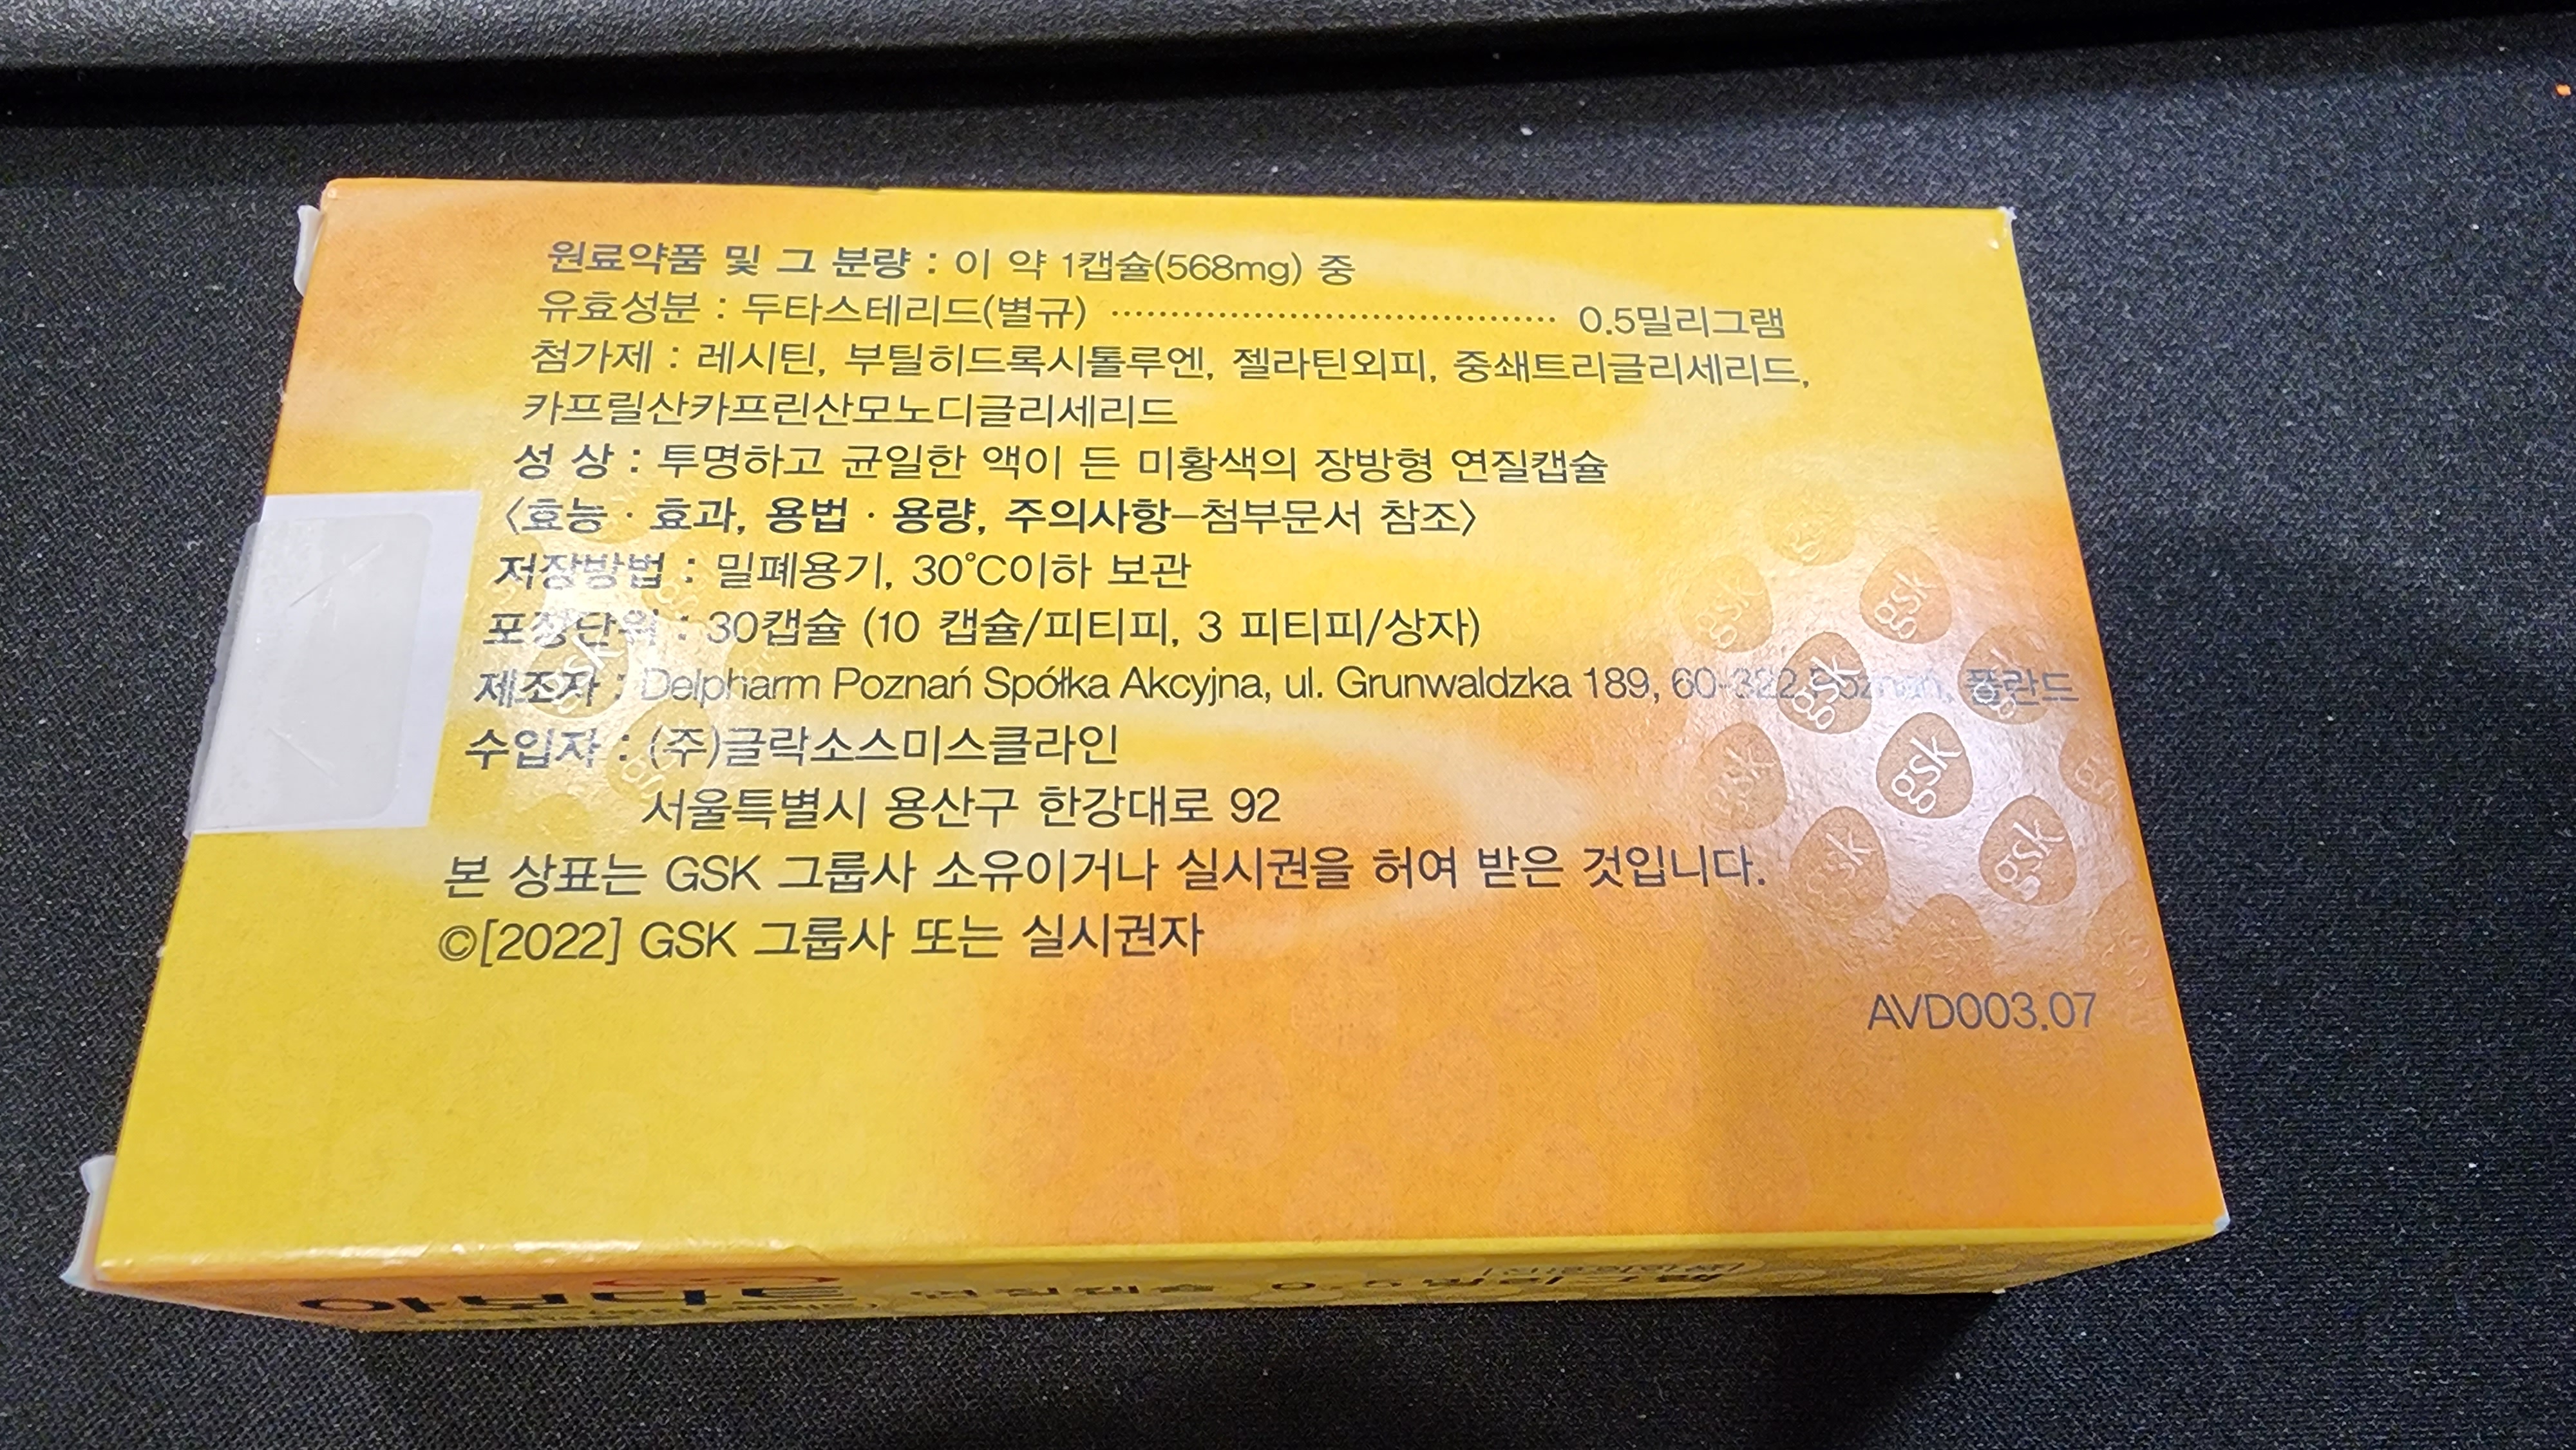 원료약품 및 그 분량 : 이 약 1캡슐(568mg) 중
유효성분 : 두타스테리드(별규) ······································ 0.5밀리그램
첨가제 : 레시틴, 부틸히드록시톨루엔, 젤라틴외피, 중쇄트리글리세리드,
카프릴산카프린산모노디글리세리드
성 상 : 투명하고 균일한 액이 든 미황색의 장방형 연질캡슐
〈효능 · 효과, 용법 · 용량, 주의사항–첨부문서 참조〉
저장방법 : 밀폐용기, 30°C이하 보관
포장단위 : 30캡슐 (10 캡슐/피티피, 3 피티피/상자)
제조자 : Delpharm Poznań Spółka Akcyjna, ul. Grunwaldzka 189, 60-322 Poznań, 폴란드
수입자 : (주)글락소스미스클라인
서울특별시 용산구 한강대로 92
본 상표는 GSK 그룹사 소유이거나 실시권을 허여 받은 것입니다.
©[2022] GSK 그룹사 또는 실시권자
gsk
gsk
gsk
gsk
gsk
gsk
gsk
gsk
AVD003.07